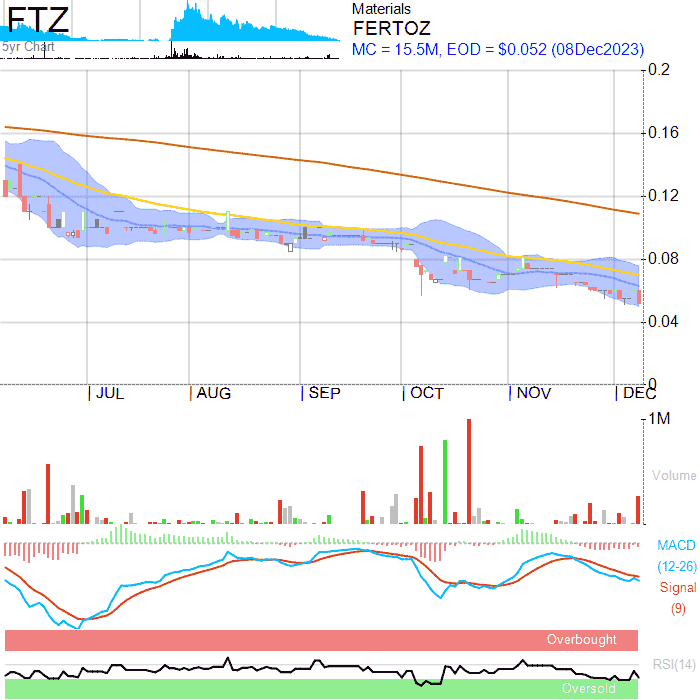 FTZ
5yr Chart
Materials
FERTOZ
MC = 15.5M, EOD = $0.052 (08Dec2023)
0.2
0.16
0.12
0.08
0.04
0
JUL AUG SEP OCT NOV DEC
1M
Volume
MACD
(12-26)
Signal
(9)
Overbought
RSI(14)
Oversold